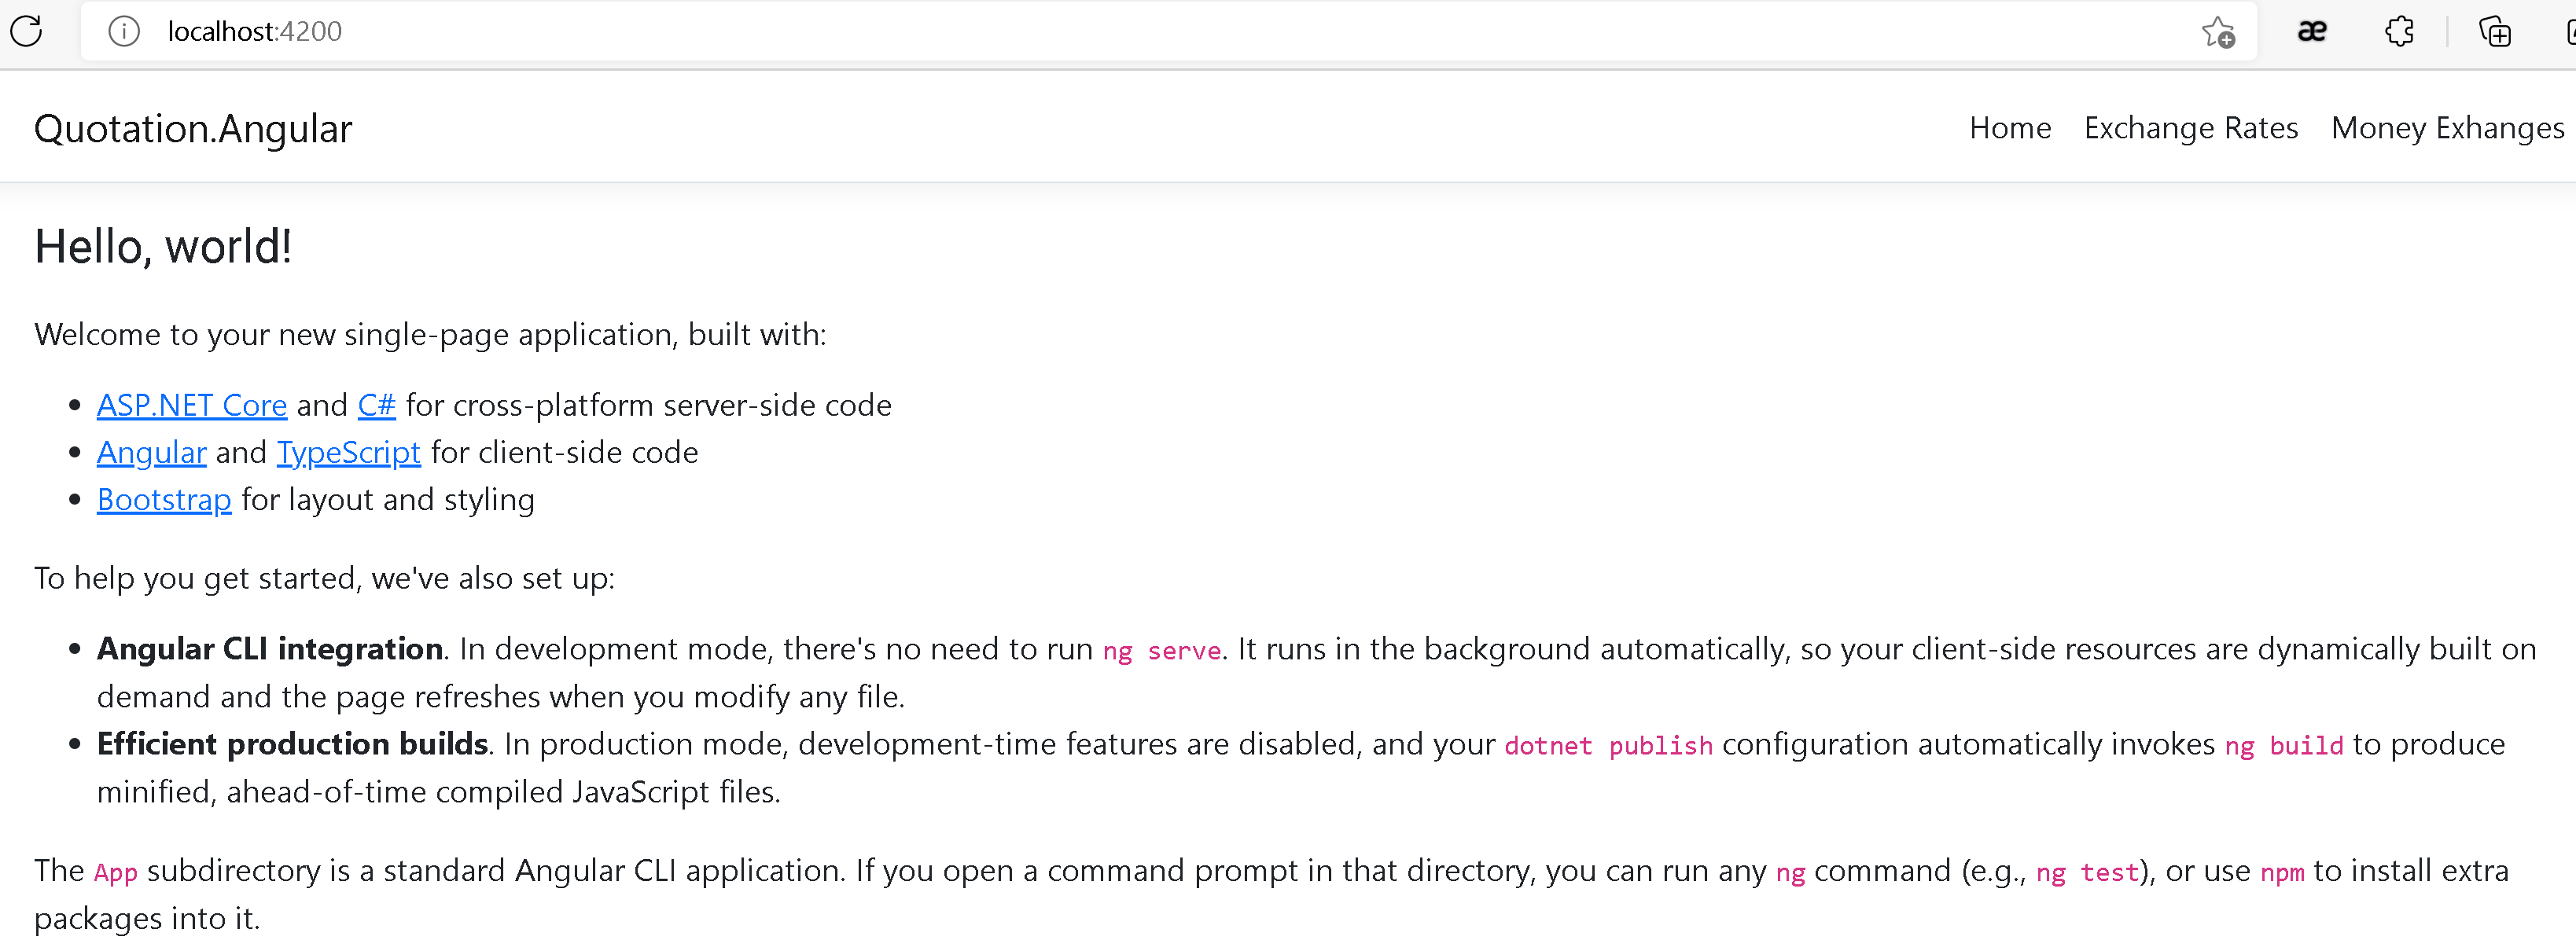 localhost:4200
æ
Quotation.Angular
Home Exchange Rates Money Exhanges
Hello, world!
Welcome to your new single-page application, built with:
ASP.NET Core and C# for cross-platform server-side code
Angular and TypeScript for client-side code
Bootstrap for layout and styling
To help you get started, we've also set up:
Angular CLI integration. In development mode, there's no need to run ng serve. It runs in the background automatically, so your client-side resources are dynamically built on
demand and the page refreshes when you modify any file.
Efficient production builds. In production mode, development-time features are disabled, and your dotnet publish configuration automatically invokes ng build to produce
minified, ahead-of-time compiled JavaScript files.
The App subdirectory is a standard Angular CLI application. If you open a command prompt in that directory, you can run any ng command (e.g., ng test), or use npm to install extra
packages into it.